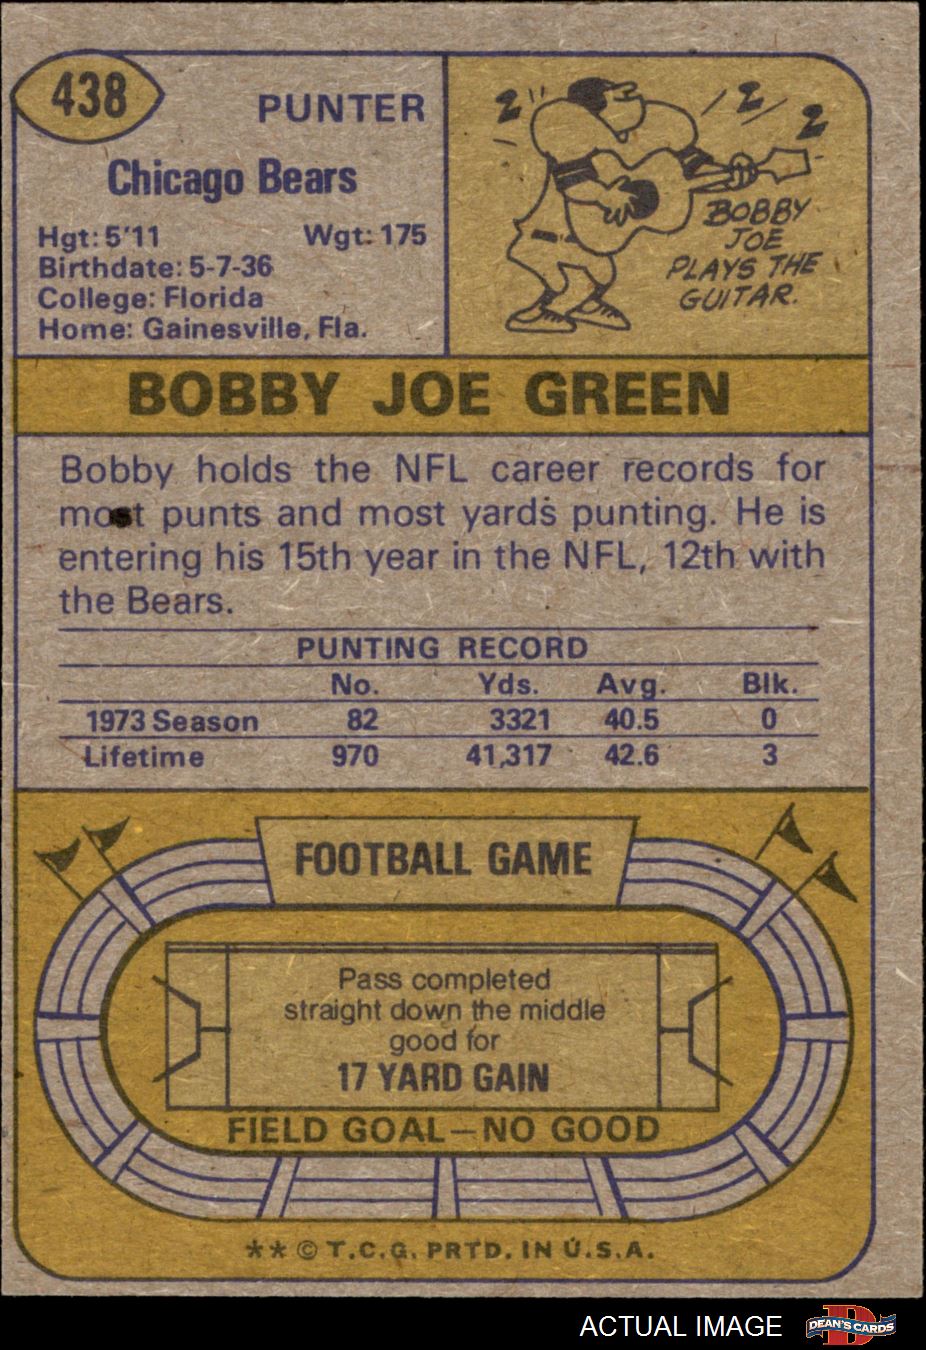 438
PUNTER
Chicago Bears
Hgt: 5'11 Wgt: 175
Birthdate: 5-7-36
College: Florida
Home: Gainesville, Fla.
BOBBY
JOE
PLAYS THE
GUITAR.
BOBBY JOE GREEN
Bobby holds the NFL career records for
most punts and most yards punting. He is
entering his 15th year in the NFL, 12th with
the Bears.
PUNTING RECORD
No. Yds. Avg. Blk.
1973 Season 82 3321 40.5 0
Lifetime 970 41,317 42.6 3
FOOTBALL GAME
Pass completed
straight down the middle
good for
17 YARD GAIN
FIELD GOAL—NO GOOD
** © T.C.G. PRTD. IN U.S.A.
ACTUAL IMAGE
DEAN'S CARDS